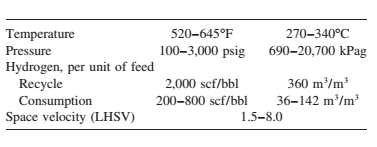 Temperature 520–645°F 270–340°C
Pressure 100–3,000 psig 690–20,700 kPag
Hydrogen, per unit of feed
Recycle 2,000 scf/bbl 360 m³/m³
Consumption 200–800 scf/bbl 36–142 m³/m³
Space velocity (LHSV) 1.5–8.0